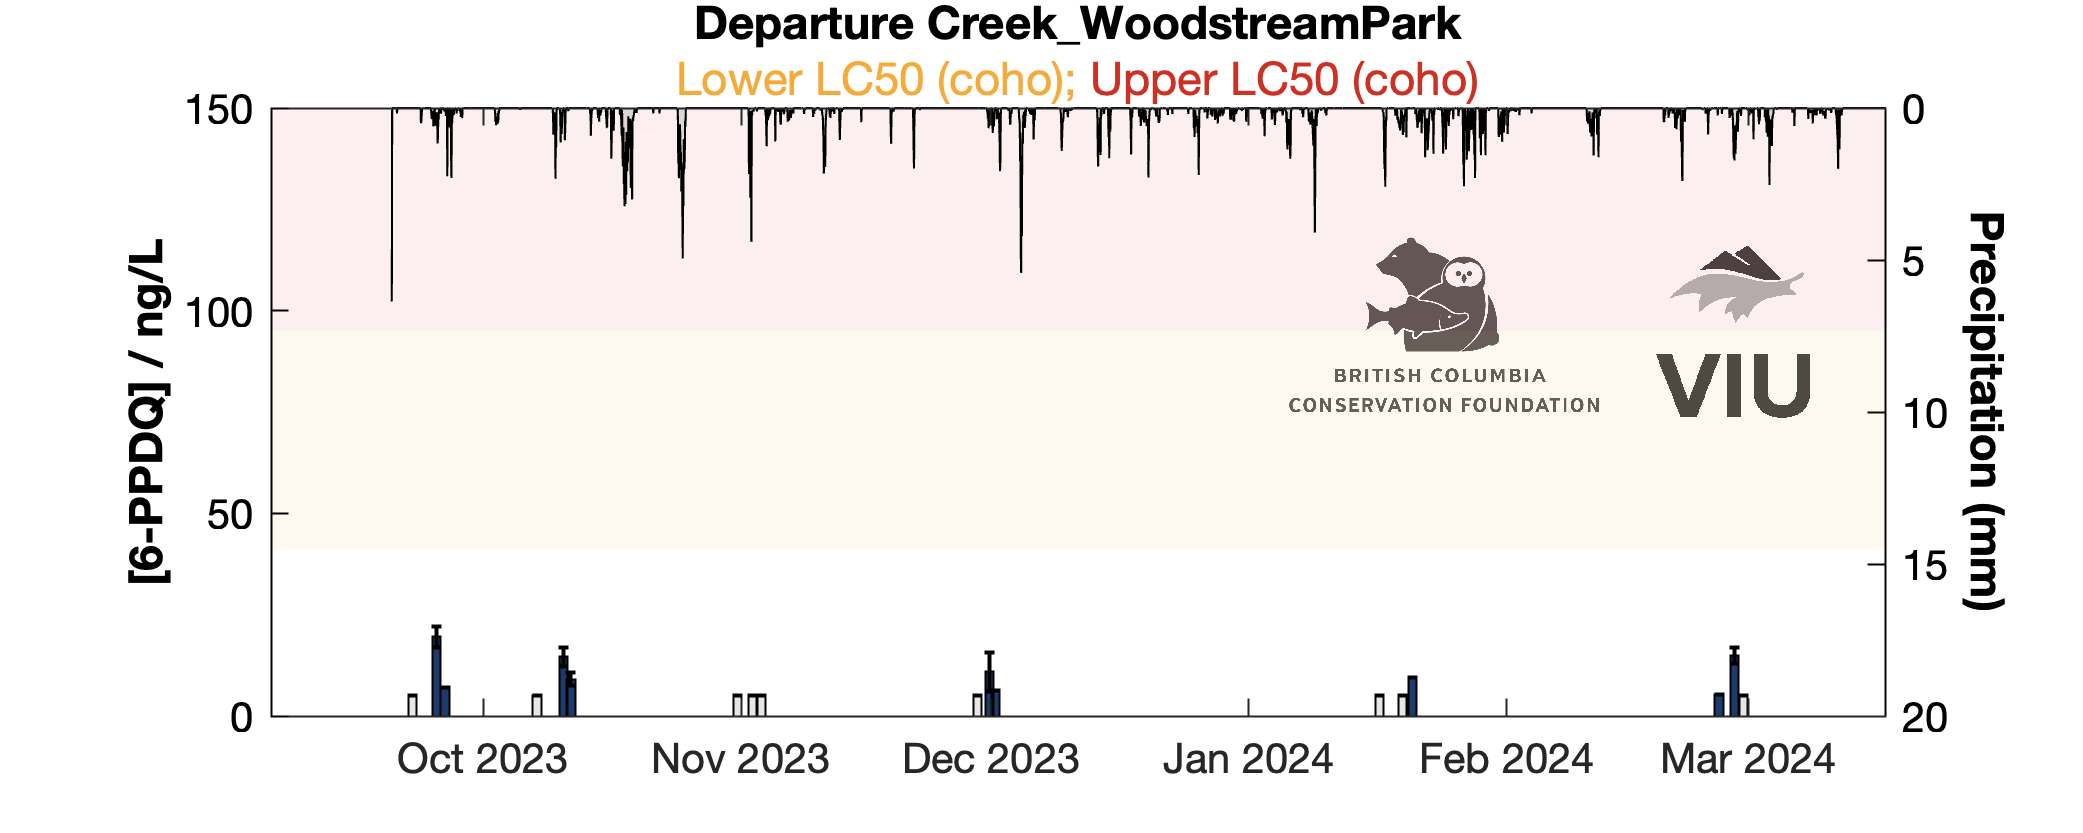 Departure Creek_WoodstreamPark
Lower LC50 (coho); Upper LC50 (coho)
150
100
50
0
[6-PPDQ] / ng/L
0
5
10
15
20
Precipitation (mm)
BRITISH COLUMBIA
CONSERVATION FOUNDATION
VIU
Oct 2023
Nov 2023
Dec 2023
Jan 2024
Feb 2024
Mar 2024